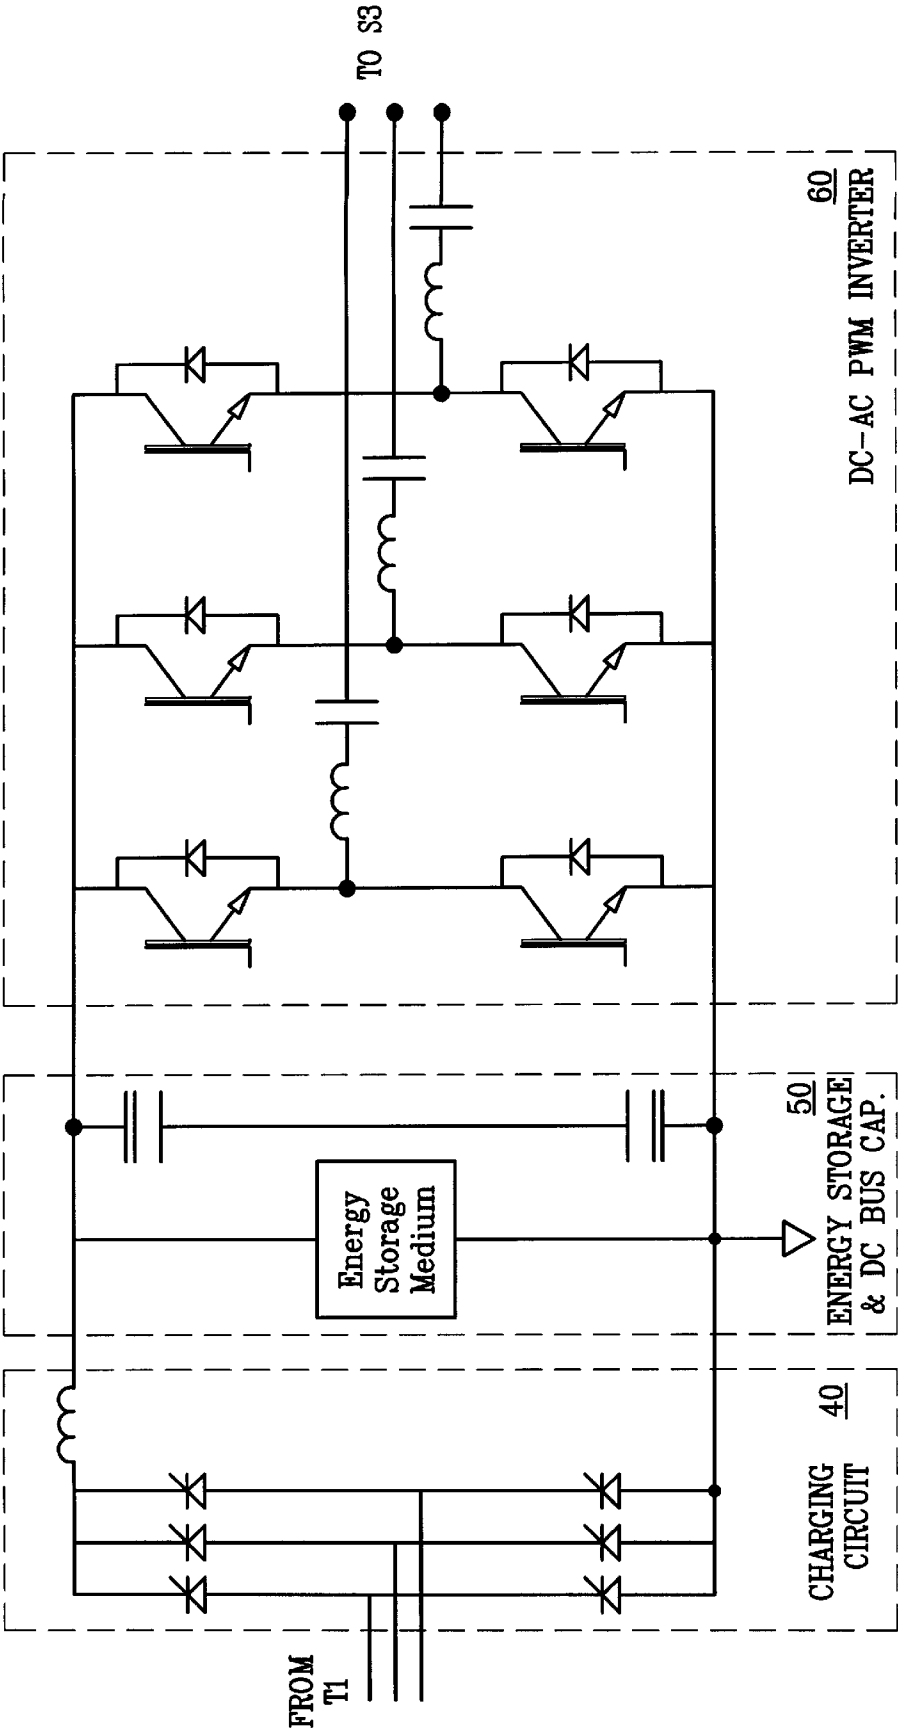 FROM
T1
CHARGING
CIRCUIT
40
Energy
Storage
Medium
ENERGY STORAGE
& DC BUS CAP.
50
DC-AC PWM INVERTER
60
TO S3